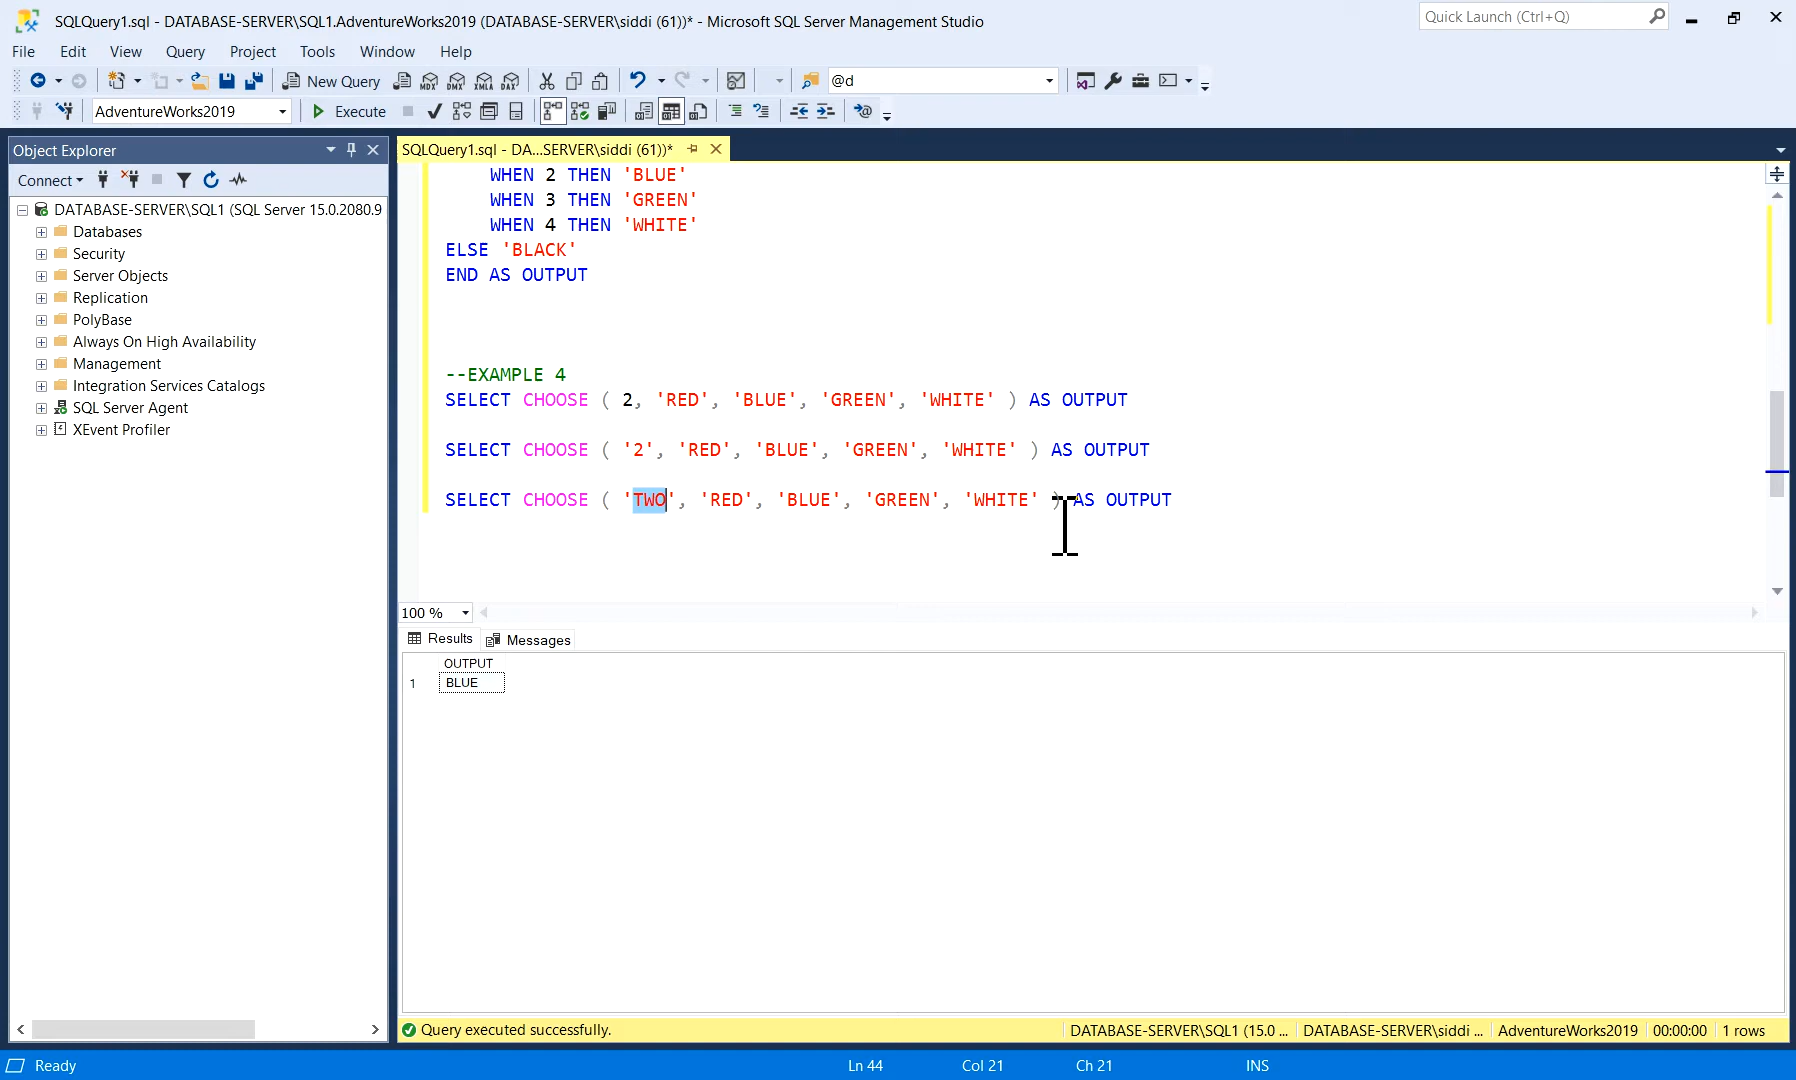 SQLQuery1.sql - DATABASE-SERVER\SQL1.AdventureWorks2019 (DATABASE-SERVER\siddi (61))* - Microsoft SQL Server Management Studio
Quick Launch (Ctrl+Q)
File Edit View Query Project Tools Window Help
New Query
MDX DMX XMLA DAX
@d
AdventureWorks2019
Execute
Object Explorer
SQLQuery1.sql - DA...SERVER\siddi (61))*
Connect
DATABASE-SERVER\SQL1 (SQL Server 15.0.2080.9
Databases
Security
Server Objects
Replication
PolyBase
Always On High Availability
Management
Integration Services Catalogs
SQL Server Agent
XEvent Profiler
WHEN 2 THEN 'BLUE'
WHEN 3 THEN 'GREEN'
WHEN 4 THEN 'WHITE'
ELSE 'BLACK'
END AS OUTPUT
--EXAMPLE 4
SELECT CHOOSE ( 2, 'RED', 'BLUE', 'GREEN', 'WHITE' ) AS OUTPUT
SELECT CHOOSE ( '2', 'RED', 'BLUE', 'GREEN', 'WHITE' ) AS OUTPUT
SELECT CHOOSE ( 'TWO', 'RED', 'BLUE', 'GREEN', 'WHITE' ) AS OUTPUT
100 %
Results Messages
OUTPUT
1 BLUE
Query executed successfully.
DATABASE-SERVER\SQL1 (15.0 ... DATABASE-SERVER\siddi ... AdventureWorks2019 00:00:00 1 rows
Ready Ln 44 Col 21 Ch 21 INS